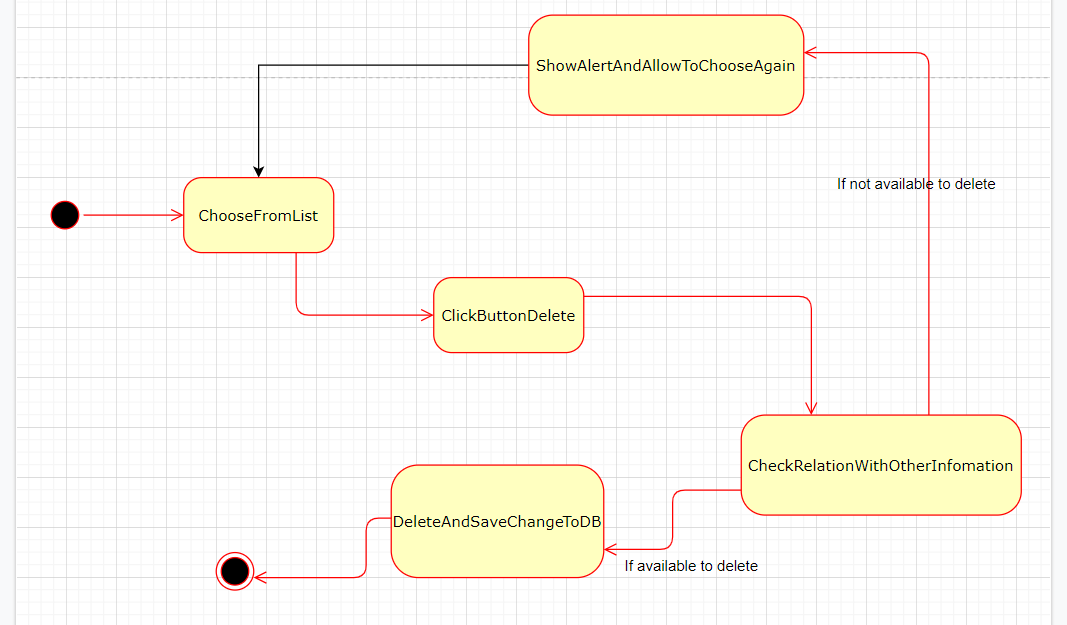 ShowAlertAndAllowToChooseAgain
If not available to delete
ChooseFromList
ClickButtonDelete
CheckRelationWithOtherInfomation
DeleteAndSaveChangeToDB
If available to delete